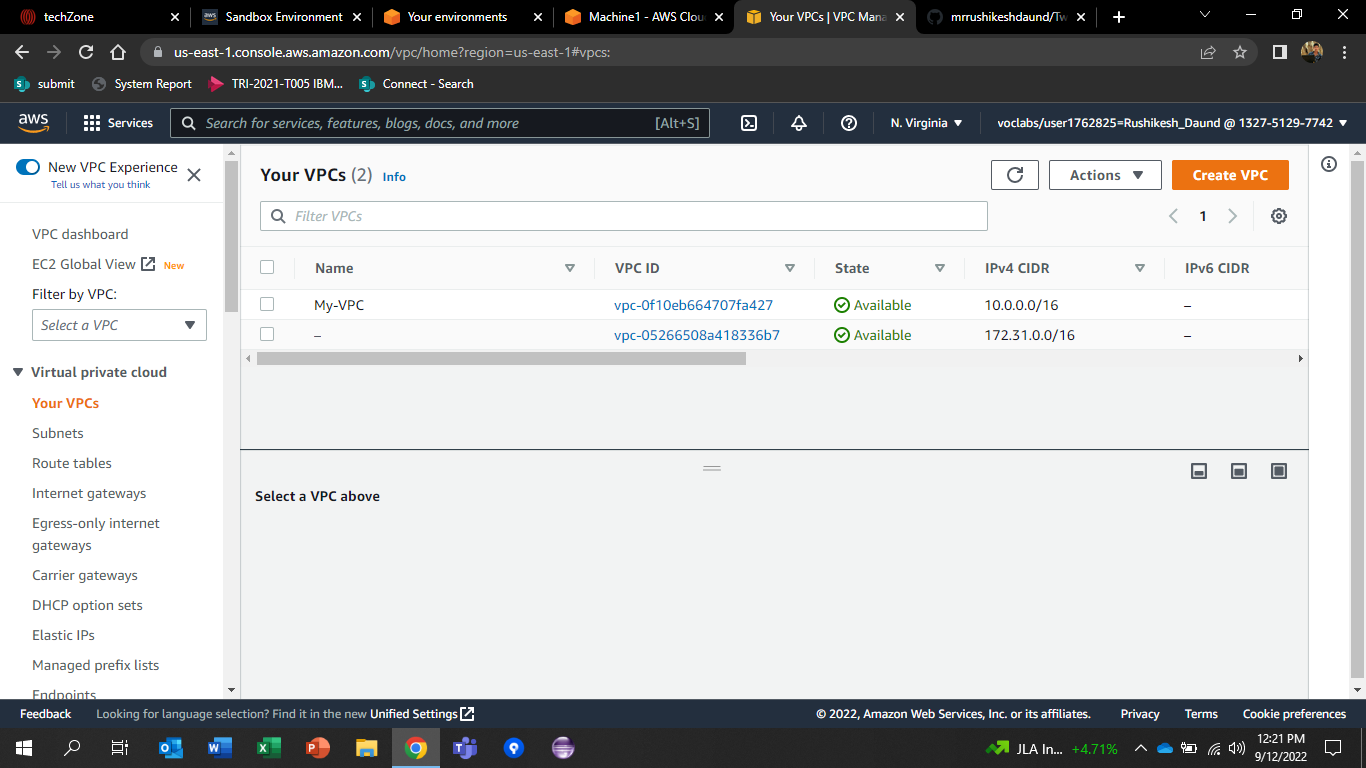 techZone
Sandbox Environment
Your environments
Machine1 - AWS Clou
Your VPCs | VPC Mana
mrrushikeshdaund/Tw
us-east-1.console.aws.amazon.com/vpc/home?region=us-east-1#vpcs:
submit
System Report
TRI-2021-T005 IBM...
Connect - Search
aws
Services
Search for services, features, blogs, docs, and more
[Alt+S]
N. Virginia
voclabs/user1762825=Rushikesh_Daund @ 1327-5129-7742
New VPC Experience
Tell us what you think
VPC dashboard
EC2 Global View New
Filter by VPC:
Select a VPC
Virtual private cloud
Your VPCs
Subnets
Route tables
Internet gateways
Egress-only internet
gateways
Carrier gateways
DHCP option sets
Elastic IPs
Managed prefix lists
Endpoints
Your VPCs (2) Info
Actions
Create VPC
Filter VPCs
1
Name VPC ID State IPv4 CIDR IPv6 CIDR
My-VPC vpc-0f10eb664707fa427 Available 10.0.0.0/16 –
– vpc-05266508a418336b7 Available 172.31.0.0/16 –
Select a VPC above
Feedback
Looking for language selection? Find it in the new Unified Settings
© 2022, Amazon Web Services, Inc. or its affiliates.
Privacy
Terms
Cookie preferences
JLA In... +4.71%
12:21 PM
9/12/2022